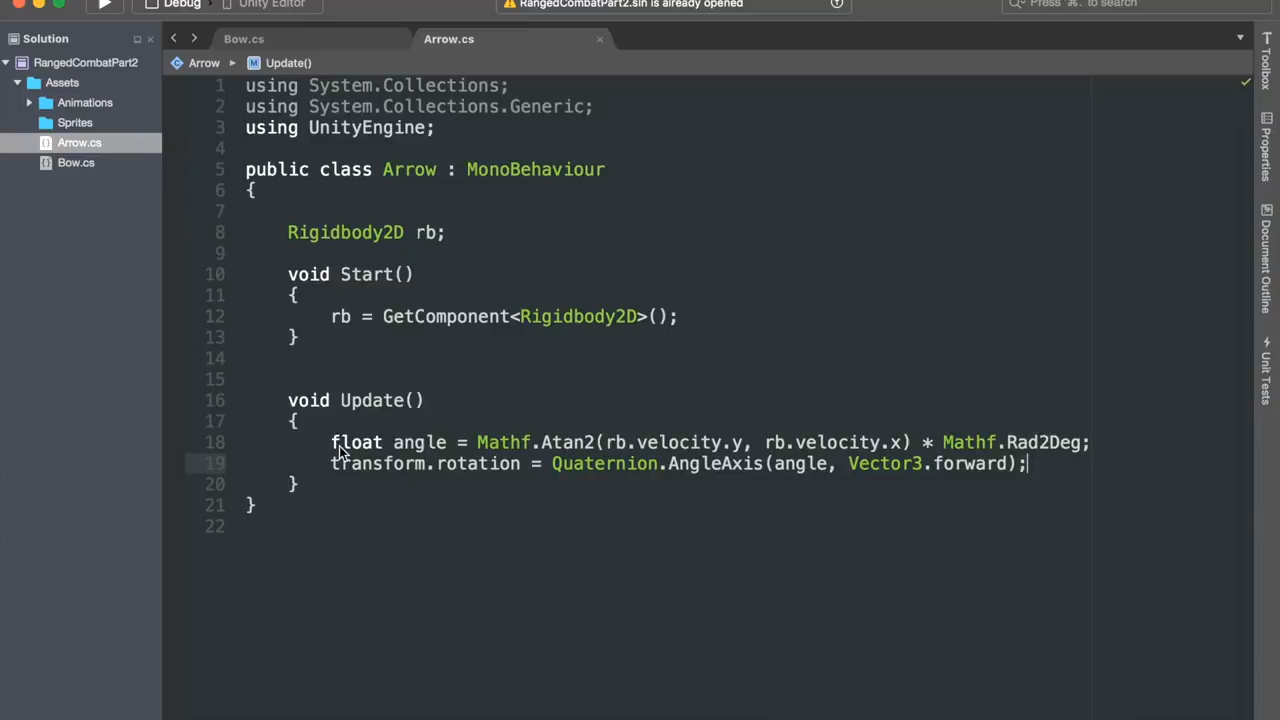 Debug
Unity Editor
RangedCombatPart2.sln is already opened
Press ⌘. to search
Solution
Bow.cs
Arrow.cs
RangedCombatPart2
Assets
Animations
Sprites
Arrow.cs
Bow.cs
Arrow
Update()
1 using System.Collections;
2 using System.Collections.Generic;
3 using UnityEngine;
4
5 public class Arrow : MonoBehaviour
6 {
7
8 Rigidbody2D rb;
9
10 void Start()
11 {
12 rb = GetComponent<Rigidbody2D>();
13 }
14
15
16 void Update()
17 {
18 float angle = Mathf.Atan2(rb.velocity.y, rb.velocity.x) * Mathf.Rad2Deg;
19 transform.rotation = Quaternion.AngleAxis(angle, Vector3.forward);
20 }
21 }
22
Toolbox
Properties
Document Outline
Unit Tests